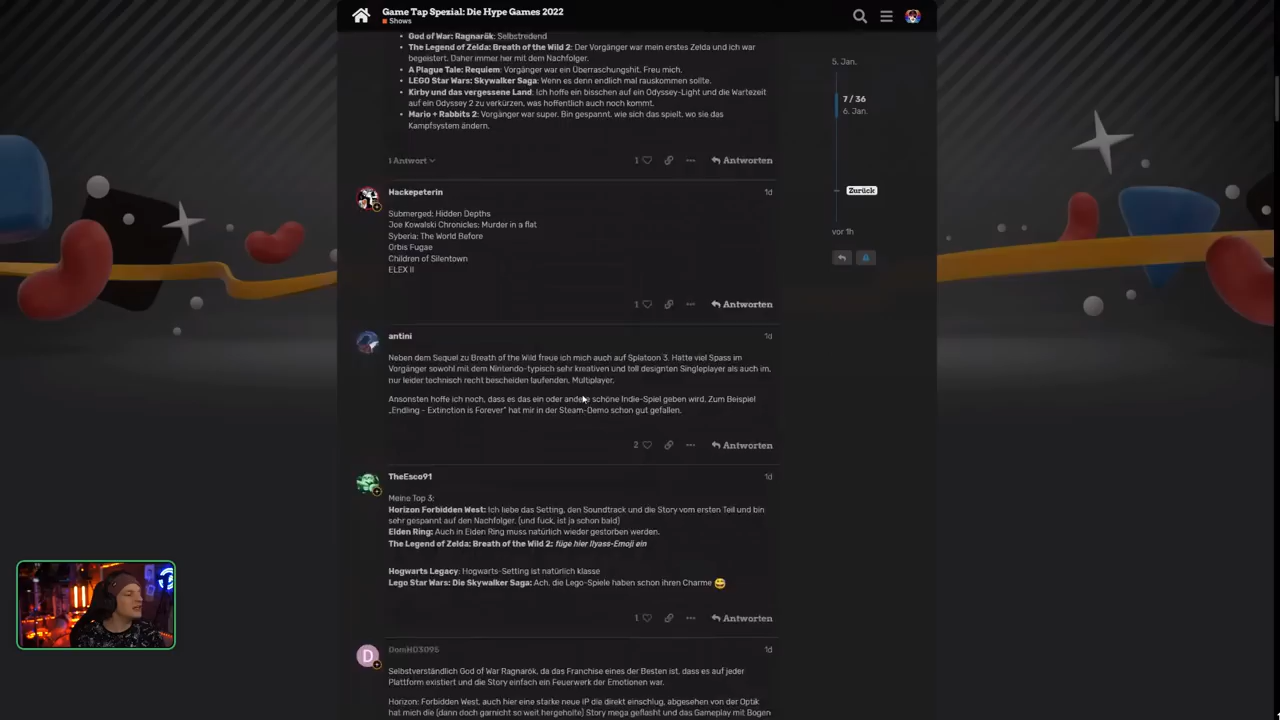 Game Tap Spezial: Die Hype Games 2022
Shows
God of War: Ragnarök: Selbstredend
The Legend of Zelda: Breath of the Wild 2: Der Vorgänger war mein erstes Zelda und ich war
begeistert. Daher immer her mit dem Nachfolger.
A Plague Tale: Requiem: Vorgänger war ein Überraschungshit. Freu mich.
LEGO Star Wars: Skywalker Saga: Wenn es denn endlich mal rauskommen sollte.
Kirby und das vergessene Land: Ich hoffe ein bisschen auf ein Odyssey-Light und die Wartezeit
auf ein Odyssey 2 zu verkürzen, was hoffentlich auch noch kommt.
Mario + Rabbits 2: Vorgänger war super. Bin gespannt, wie sich das spielt, wo sie das
Kampfsystem ändern.
1 Antwort
1
Antworten
5. Jan.
7 / 36
6. Jan.
Zurück
vor 1h
Hackepeterin
1d
Submerged: Hidden Depths
Joe Kowalski Chronicles: Murder in a flat
Syberia: The World Before
Orbis Fugae
Children of Silentown
ELEX II
1
Antworten
antini
1d
Neben dem Sequel zu Breath of the Wild freue ich mich auch auf Splatoon 3. Hatte viel Spass im
Vorgänger sowohl mit dem Nintendo-typisch sehr kreativen und toll designten Singleplayer als auch im,
nur leider technisch recht bescheiden laufenden, Multiplayer.
Ansonsten hoffe ich noch, dass es das ein oder andere schöne Indie-Spiel geben wird. Zum Beispiel
„Endling - Extinction is Forever" hat mir in der Steam-Demo schon gut gefallen.
2
Antworten
TheEsco91
1d
Meine Top 3:
Horizon Forbidden West: Ich liebe das Setting, den Soundtrack und die Story vom ersten Teil und bin
sehr gespannt auf den Nachfolger. (und fuck, ist ja schon bald)
Elden Ring: Auch in Elden Ring muss natürlich wieder gestorben werden.
The Legend of Zelda: Breath of the Wild 2: füge hier Ilyass-Emoji ein
Hogwarts Legacy: Hogwarts-Setting ist natürlich klasse
Lego Star Wars: Die Skywalker Saga: Ach, die Lego-Spiele haben schon ihren Charme
1
Antworten
D
DomH03095
1d
Selbstverständlich God of War Ragnarök, da das Franchise eines der Besten ist, dass es auf jeder
Plattform existiert und die Story einfach ein Feuerwerk der Emotionen war.
Horizon: Forbidden West, auch hier eine starke neue IP die direkt einschlug, abgesehen von der Optik
hat mich die (dann doch garnicht so weit hergeholte) Story mega geflasht und das Gameplay mit Bogen